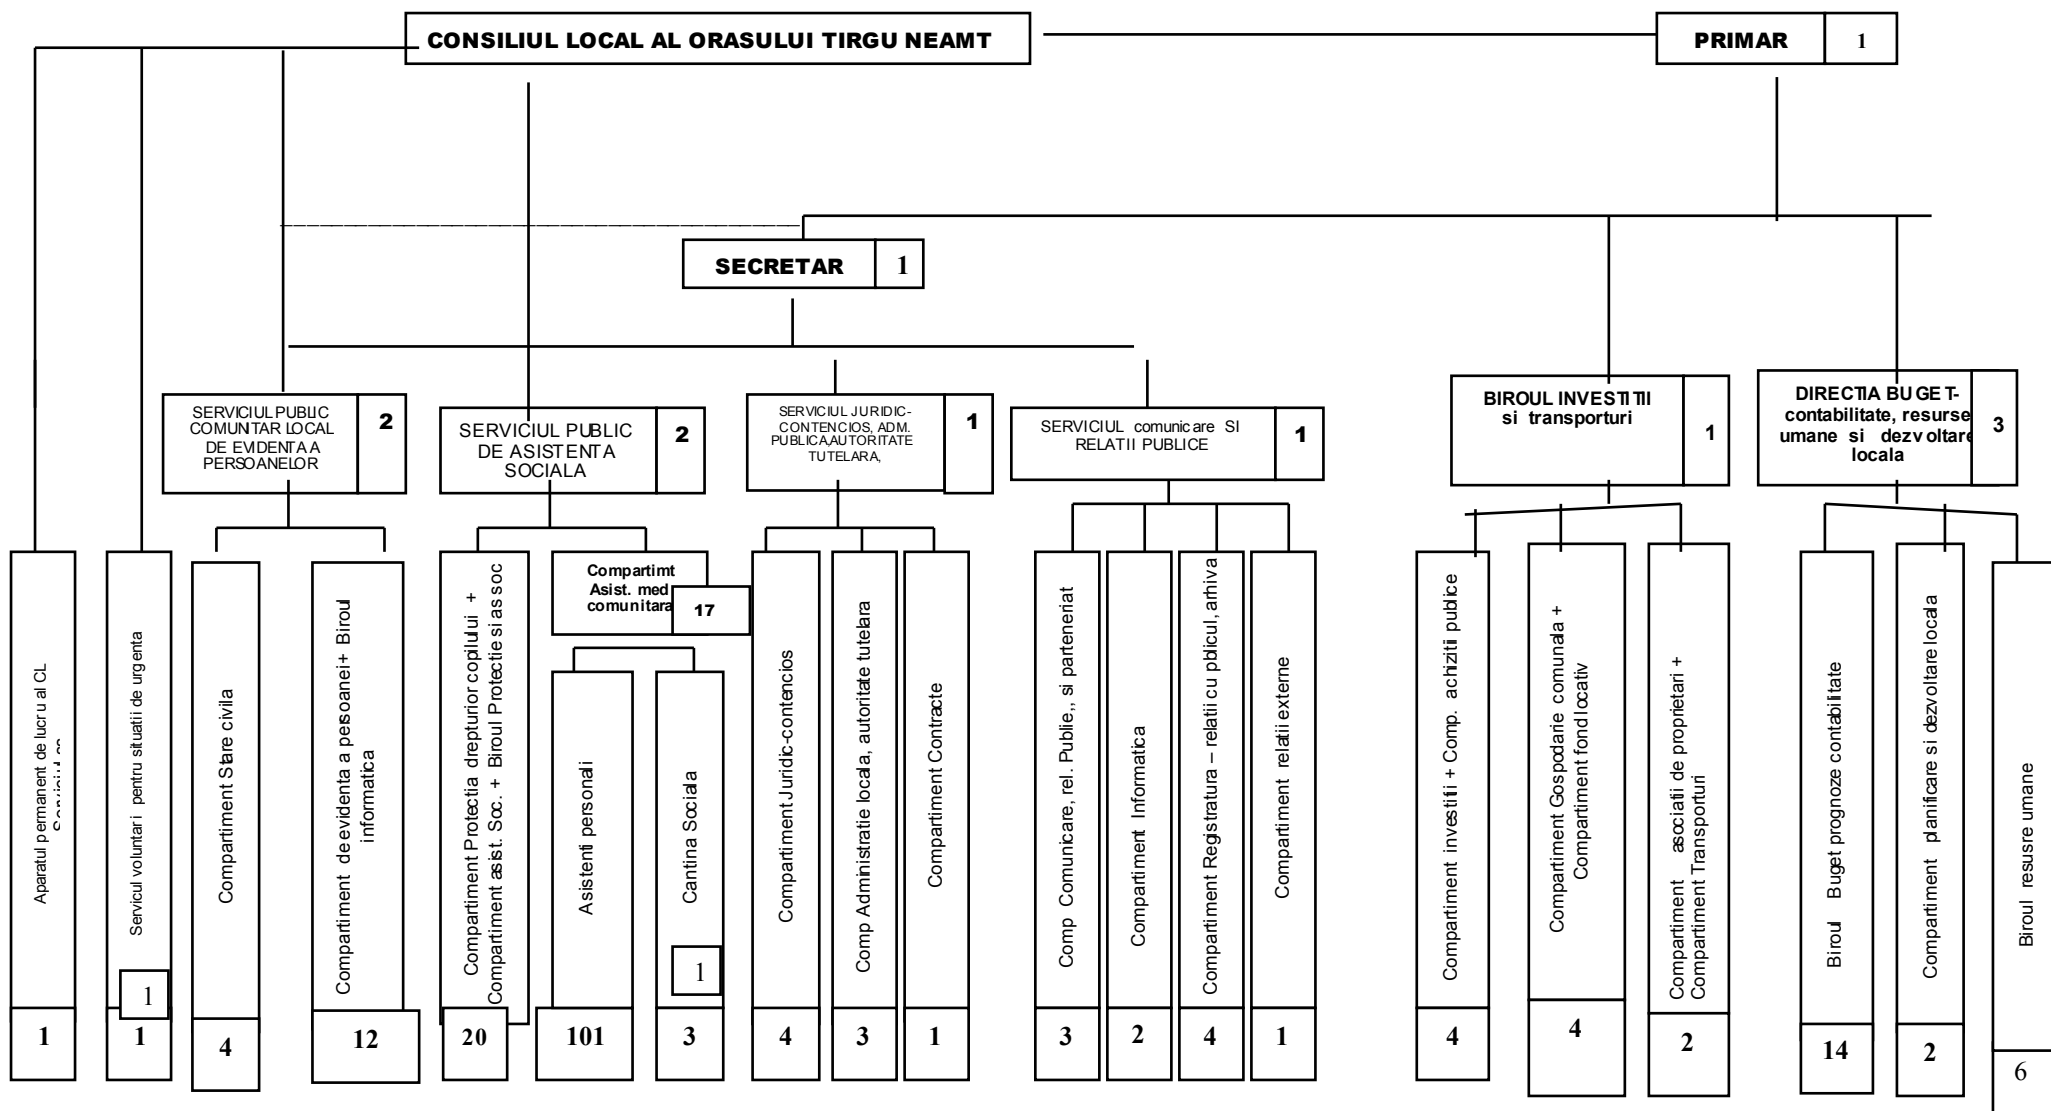 CONSILIUL LOCAL AL ORASULUI TIRGU NEAMT
PRIMAR
1
SECRETAR
1
SERVICIUL PUBLIC
COMUNITAR LOCAL
DE EVIDENTA A
PERSOANELOR
2
SERVICIUL PUBLIC
DE ASISTENTA
SOCIALA
2
SERVICIUL JURIDIC-
CONTENCIOS, ADM.
PUBLICA,AUTORITATE
TUTELARA,
1
SERVICIUL comunicare SI
RELATII PUBLICE
1
BIROUL INVESTITII
si transporturi
1
DIRECTIA BUGET-
contabilitate, resurse
umane si dezvoltare
locala
3
Aparatul permanent de lucru al CL
1
Serviciul voluntari pentru situatii de urgenta
1
1
Compartiment Stare civila
4
Compartiment de evidenta a persoanei+ Biroul
informatica
12
Compartiment Protectia drepturior copilului +
Compartiment asist. Soc. + Biroul Protectie si as soc
20
Compartimt
Asist. med
comunitara
17
Asistenti personali
101
Cantina Sociala
1
3
Compartiment Juridic-contencios
4
Comp Administratie locala, autoritate tutelara
3
Compartiment Contracte
1
Comp Comunicare, rel. Publie,, si parteneriat
3
Compartiment Informatica
2
Compartiment Registratura – relatii cu pblicul, arhiva
4
Compartiment relatii externe
1
Compartiment investitii + Comp. achizitii publice
4
Compartiment Gospodarie comunala +
Compartiment fond locativ
4
Compartiment asociatii de proprietari +
Compartiment Transporturi
2
Biroul Buget prognoze contabilitate
14
Compartiment planificare si dezvoltare locala
2
Biroul resusre umane
6